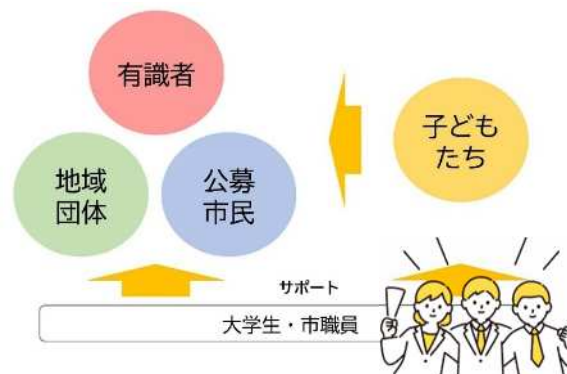 有識者
地域
団体
公募
市民
子ども
たち
サポート
大学生・市職員